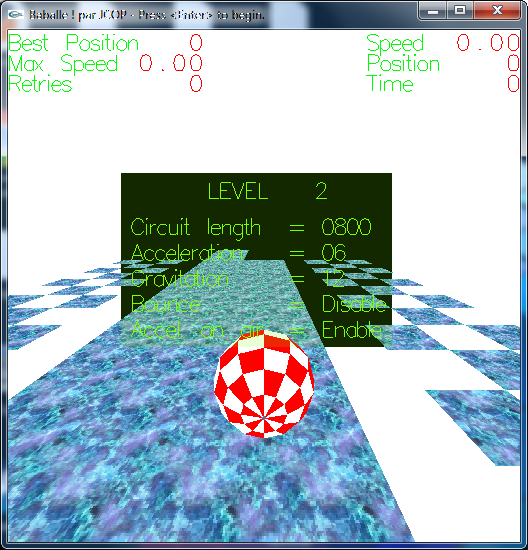 Baballe ! par JCOP - Press <Enter> to begin.
Best Position 0
Speed 0.00
Max Speed 0.00
Position 0
Retries 0
Time 0
LEVEL 2
Circuit length = 0800
Acceleration = 06
Gravitation = 12
Bounce = Disable
Accel. on air = Enable